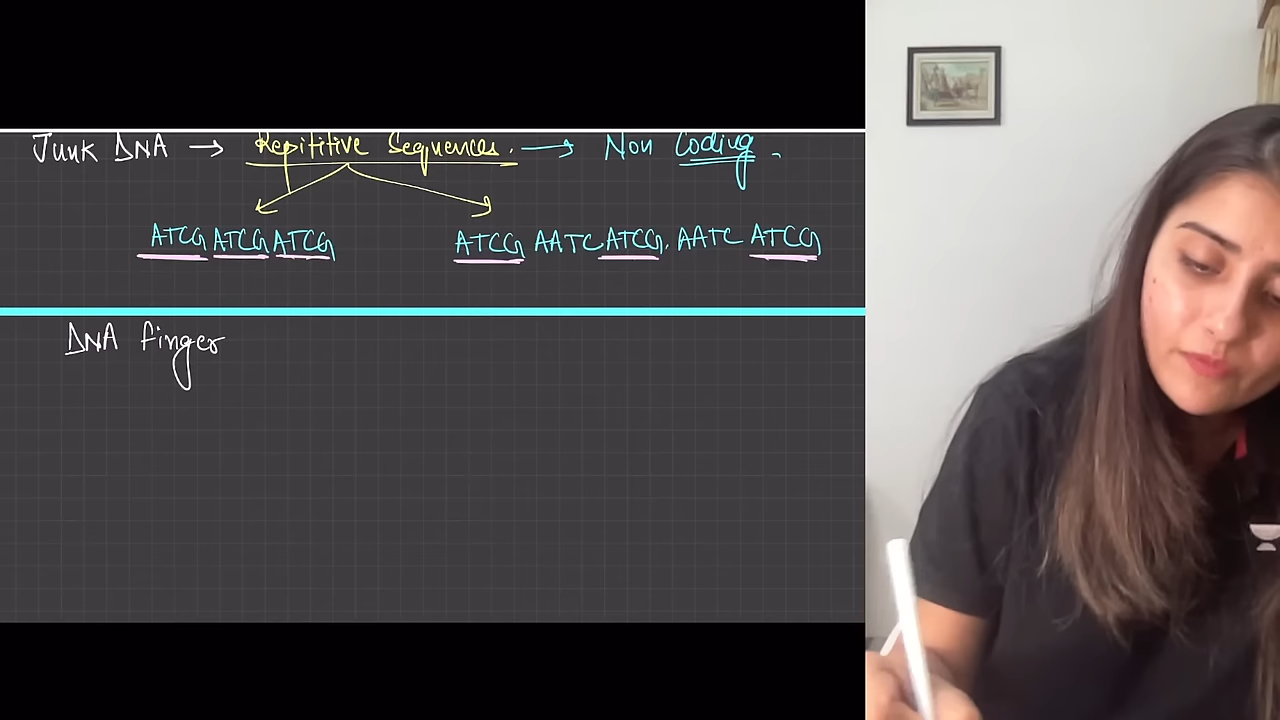 Junk DNA → Repititive Sequences. → Non Coding.
ATCG ATCG ATCG ATCG AATC ATCG. AATC ATCG
DNA finger